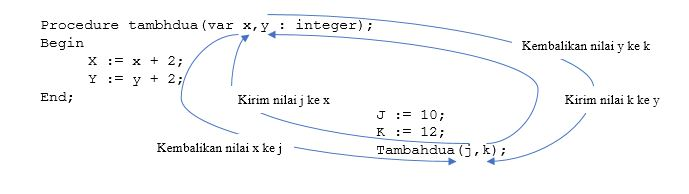 Procedure tambhdua(var x,y : integer);
Begin
Kembalikan nilai y ke k
X := x + 2;
Y := y + 2;
End;
Kirim nilai j ke x
Kirim nilai k ke y
J := 10;
K := 12;
Kembalikan nilai x ke j
Tambahdua(j,k);